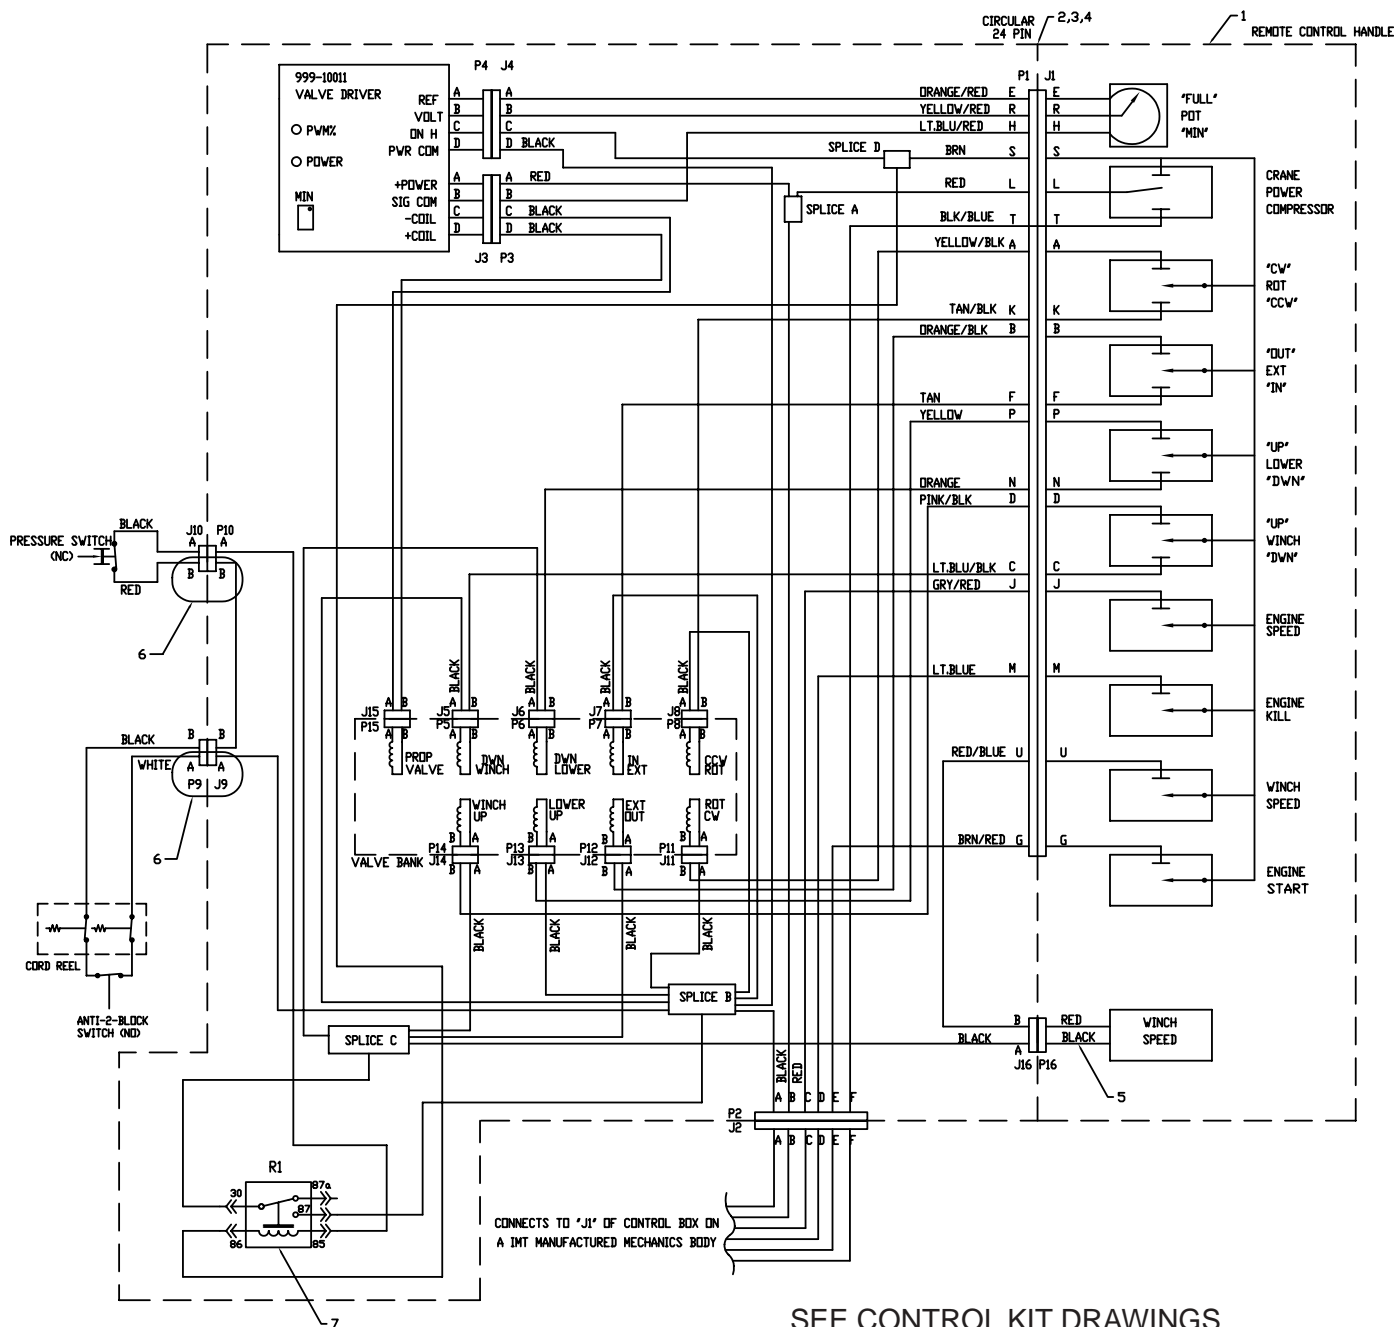 CIRCULAR
24 PIN
2,3,4
1
REMOTE CONTROL HANDLE
999-10011
VALVE DRIVER
PWM%
POWER
MIN
REF
VOLT
ON H
PWR COM
+POWER
SIG COM
-COIL
+COIL
P4 J4
A A
B B
C C
D D BLACK
A A RED
B B
C C BLACK
D D BLACK
J3 P3
P1 J1
ORANGE/RED E E
YELLOW/RED R R
LT.BLU/RED H H
SPLICE D
BRN S S
RED L L
SPLICE A
BLK/BLUE T T
YELLOW/BLK A A
TAN/BLK K K
ORANGE/BLK B B
TAN F F
YELLOW P P
ORANGE N N
PINK/BLK D D
LT.BLU/BLK C C
GRY/RED J J
LT.BLUE M M
RED/BLUE U U
BRN/RED G G
"FULL"
POT
"MIN"
CRANE
POWER
COMPRESSOR
"CW"
ROT
"CCW"
"OUT"
EXT
"IN"
"UP"
LOWER
"DWN"
"UP"
WINCH
"DWN"
ENGINE
SPEED
ENGINE
KILL
WINCH
SPEED
ENGINE
START
BLACK
PRESSURE SWITCH
(NC)
RED
J10 P10
A A
B B
6
BLACK
WHITE
B B
A A
P9 J9
6
CORD REEL
ANTI-2-BLOCK
SWITCH (NO)
BLACK
BLACK
BLACK
BLACK
A B
A B
A B
A B
A B
J15
P15
J5
P5
J6
P6
J7
P7
J8
P8
A B
A B
A B
A B
A B
PROP
VALVE
DWN
WINCH
DWN
LOWER
IN
EXT
CCW
ROT
WINCH
UP
LOWER
UP
EXT
OUT
ROT
CW
B A
B A
B A
B A
VALVE BANK
P14
J14
P13
J13
P12
J12
P11
J11
B A
B A
B A
B A
BLACK
BLACK
BLACK
BLACK
SPLICE B
SPLICE C
BLACK
B
A
J16 P16
RED
BLACK
WINCH
SPEED
5
BLACK
RED
A B C D E F
P2
J2
A B C D E F
R1
30
87a
87
86
85
7
CONNECTS TO "J1" OF CONTROL BOX ON
A IMT MANUFACTURED MECHANICS BODY
SEE CONTROL KIT DRAWINGS